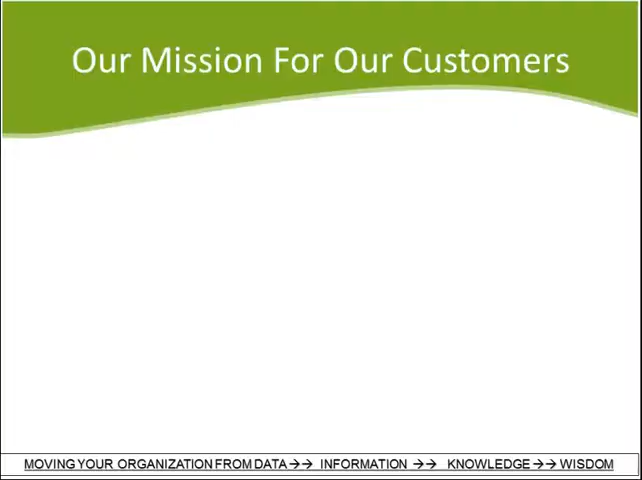 Our Mission For Our Customers
MOVING YOUR ORGANIZATION FROM DATA→→ INFORMATION →→ KNOWLEDGE→→WISDOM